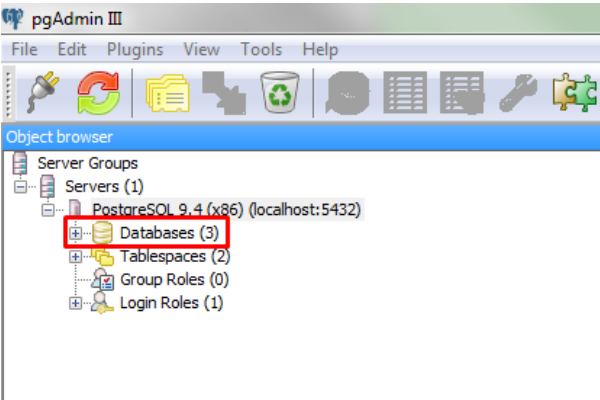 pgAdmin III
File Edit Plugins View Tools Help
Object browser
Server Groups
Servers (1)
PostgreSQL 9.4 (x86) (localhost:5432)
Databases (3)
Tablespaces (2)
Group Roles (0)
Login Roles (1)